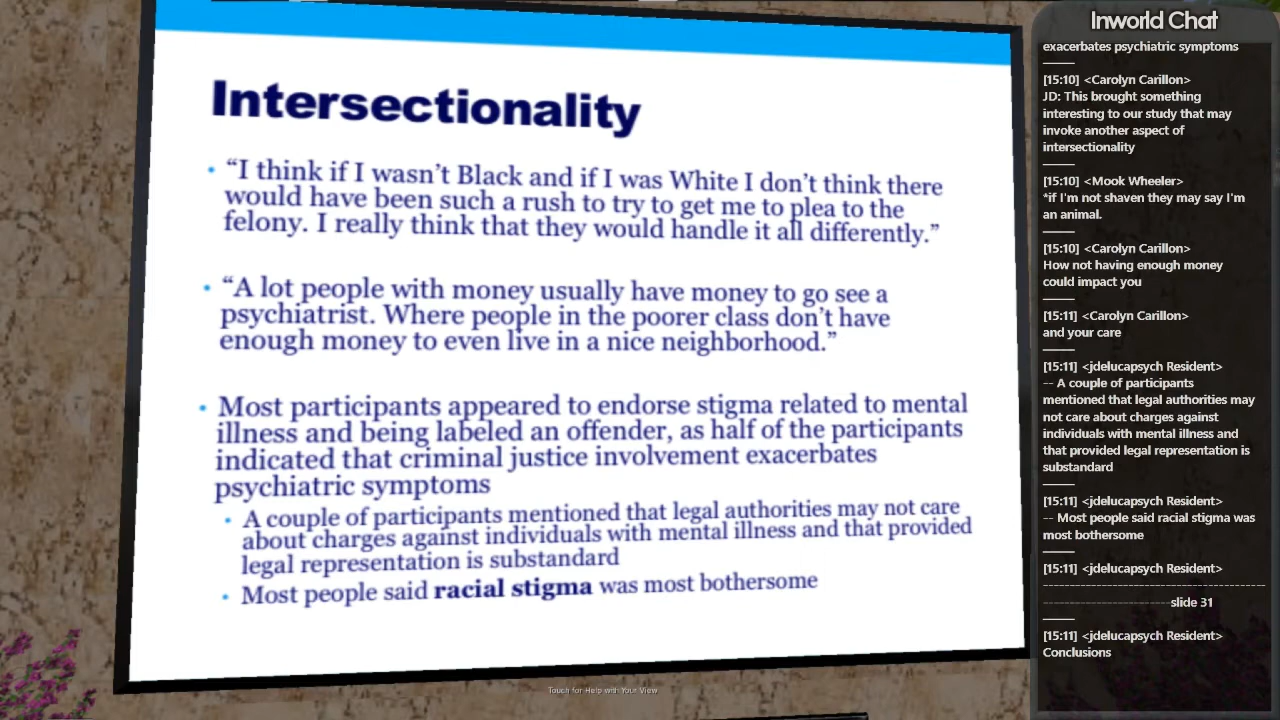 Intersectionality
• “I think if I wasn’t Black and if I was White I don’t think there
would have been such a rush to try to get me to plea to the
felony. I really think that they would handle it all differently.”
• “A lot people with money usually have money to go see a
psychiatrist. Where people in the poorer class don’t have
enough money to even live in a nice neighborhood.”
• Most participants appeared to endorse stigma related to mental
illness and being labeled an offender, as half of the participants
indicated that criminal justice involvement exacerbates
psychiatric symptoms
• A couple of participants mentioned that legal authorities may not care
about charges against individuals with mental illness and that provided
legal representation is substandard
• Most people said racial stigma was most bothersome
Touch for Help with Your View
Inworld Chat
exacerbates psychiatric symptoms
[15:10] <Carolyn Carillon>
JD: This brought something
interesting to our study that may
invoke another aspect of
intersectionality
[15:10] <Mook Wheeler>
*if I'm not shaven they may say I'm
an animal.
[15:10] <Carolyn Carillon>
How not having enough money
could impact you
[15:11] <Carolyn Carillon>
and your care
[15:11] <jdelucapsych Resident>
-- A couple of participants
mentioned that legal authorities may
not care about charges against
individuals with mental illness and
that provided legal representation is
substandard
[15:11] <jdelucapsych Resident>
-- Most people said racial stigma was
most bothersome
[15:11] <jdelucapsych Resident>
---------------------------------------------
--------------------------slide 31
[15:11] <jdelucapsych Resident>
Conclusions